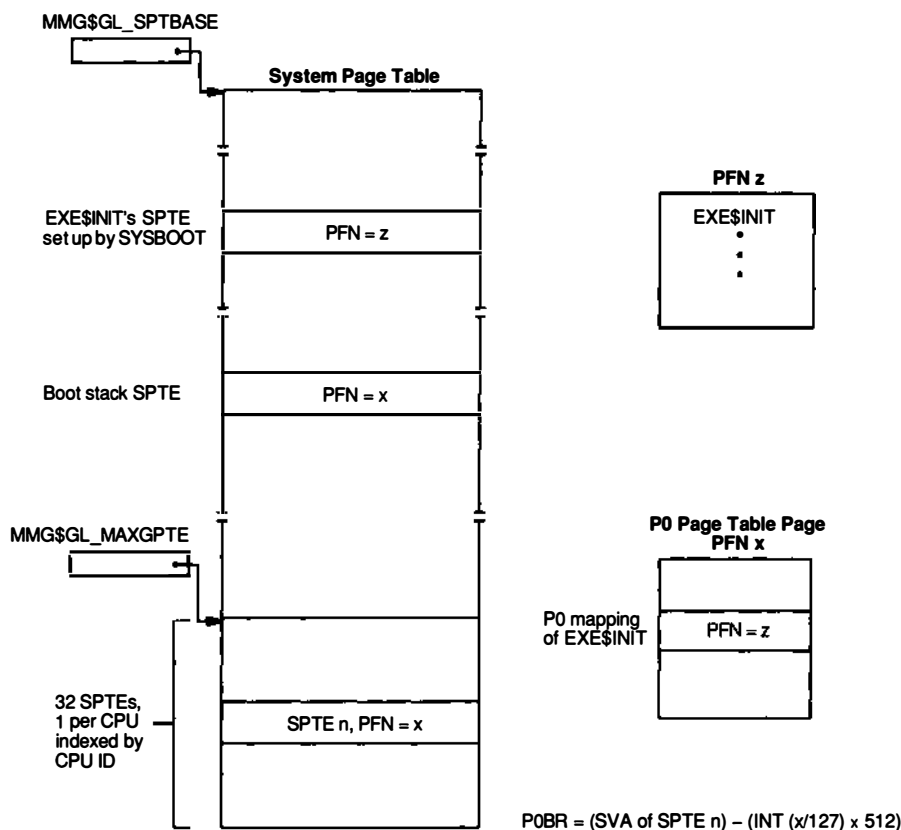 MMG$GL_SPTBASE
System Page Table
EXE$INIT's SPTE
set up by SYSBOOT
PFN = z
PFN z
EXE$INIT
Boot stack SPTE
PFN = x
MMG$GL_MAXGPTE
P0 Page Table Page
PFN x
P0 mapping
of EXE$INIT
PFN = z
32 SPTEs,
1 per CPU
indexed by
CPU ID
SPTE n, PFN = x
P0BR = (SVA of SPTE n) – (INT (x/127) x 512)